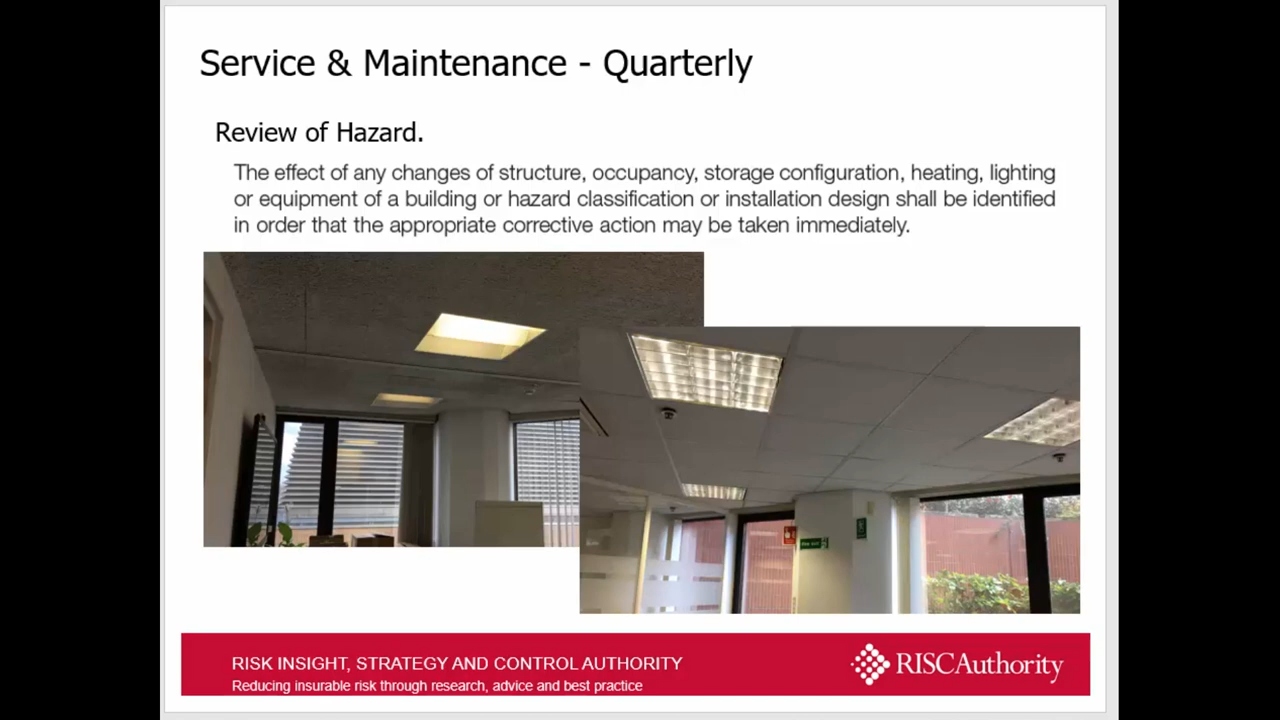 Service & Maintenance - Quarterly
Review of Hazard.
The effect of any changes of structure, occupancy, storage configuration, heating, lighting
or equipment of a building or hazard classification or installation design shall be identified
in order that the appropriate corrective action may be taken immediately.
RISK INSIGHT, STRATEGY AND CONTROL AUTHORITY
Reducing insurable risk through research, advice and best practice
RISCAuthority